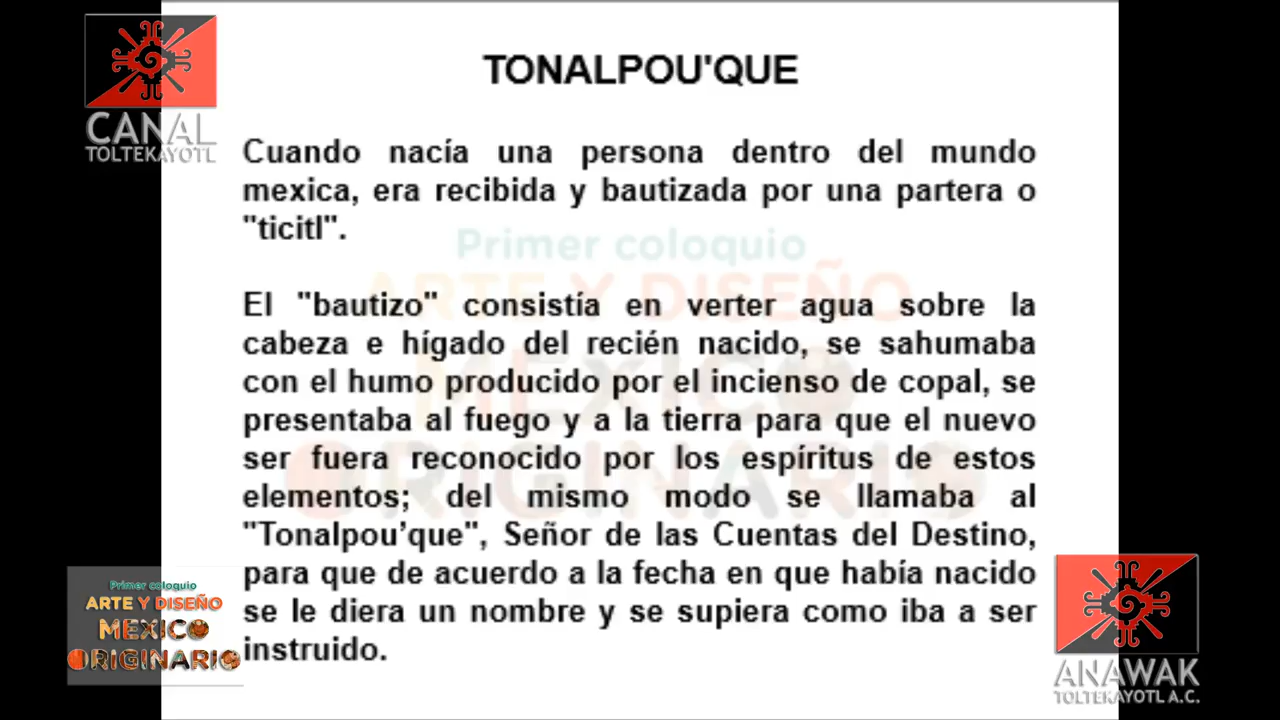 CANAL
TOLTEKAYOTL
TONALPOU'QUE
Cuando nacía una persona dentro del mundo
mexica, era recibida y bautizada por una partera o
"ticitl".
Primer coloquio
ARTE Y DISEÑO
MEXICO
ORIGINARIO
El "bautizo" consistía en verter agua sobre la
cabeza e hígado del recién nacido, se sahumaba
con el humo producido por el incienso de copal, se
presentaba al fuego y a la tierra para que el nuevo
ser fuera reconocido por los espíritus de estos
elementos; del mismo modo se llamaba al
"Tonalpou’que", Señor de las Cuentas del Destino,
para que de acuerdo a la fecha en que había nacido
se le diera un nombre y se supiera como iba a ser
instruido.
Primer coloquio
ARTE Y DISEÑO
MEXICO
ORIGINARIO
ANAWAK
TOLTEKAYOTL A.C.